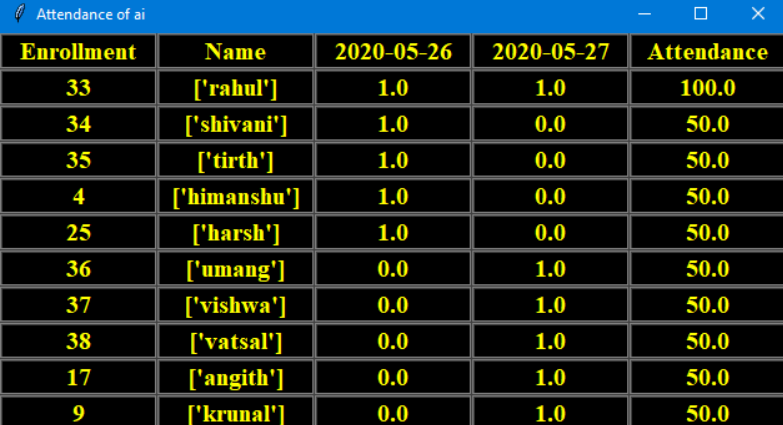 Attendance of ai
Enrollment Name 2020-05-26 2020-05-27 Attendance
33 ['rahul'] 1.0 1.0 100.0
34 ['shivani'] 1.0 0.0 50.0
35 ['tirth'] 1.0 0.0 50.0
4 ['himanshu'] 1.0 0.0 50.0
25 ['harsh'] 1.0 0.0 50.0
36 ['umang'] 0.0 1.0 50.0
37 ['vishwa'] 0.0 1.0 50.0
38 ['vatsal'] 0.0 1.0 50.0
17 ['angith'] 0.0 1.0 50.0
9 ['krunal'] 0.0 1.0 50.0